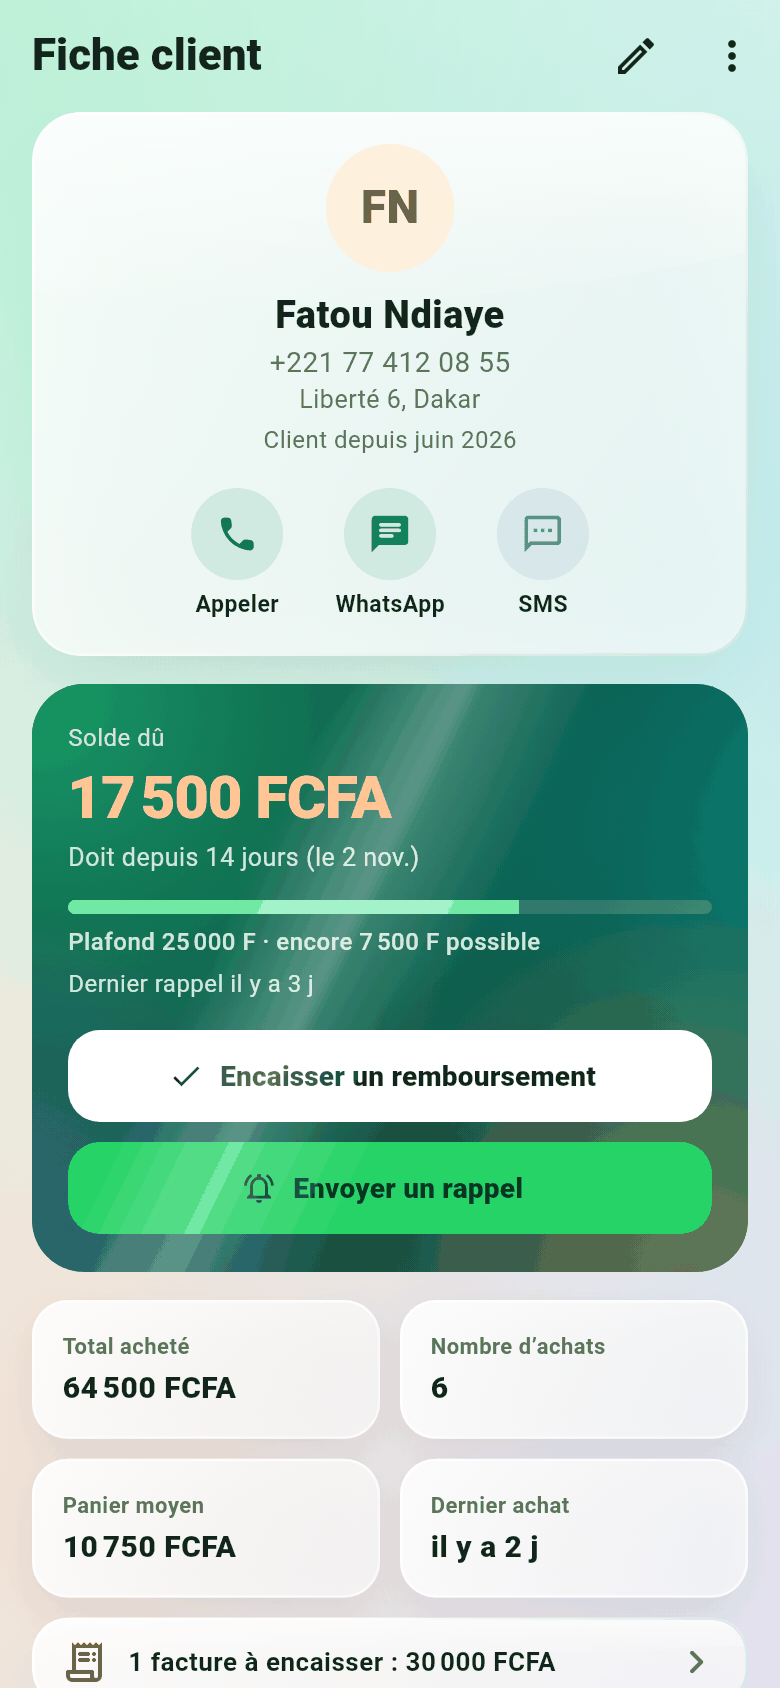 Fiche client
FN
Fatou Ndiaye
+221 77 412 08 55
Liberté 6, Dakar
Client depuis juin 2026
Appeler
WhatsApp
SMS
Solde dû
17 500 FCFA
Doit depuis 14 jours (le 2 nov.)
Plafond 25 000 F · encore 7 500 F possible
Dernier rappel il y a 3 j
Encaisser un remboursement
Envoyer un rappel
Total acheté
64 500 FCFA
Nombre d’achats
6
Panier moyen
10 750 FCFA
Dernier achat
il y a 2 j
1 facture à encaisser : 30 000 FCFA